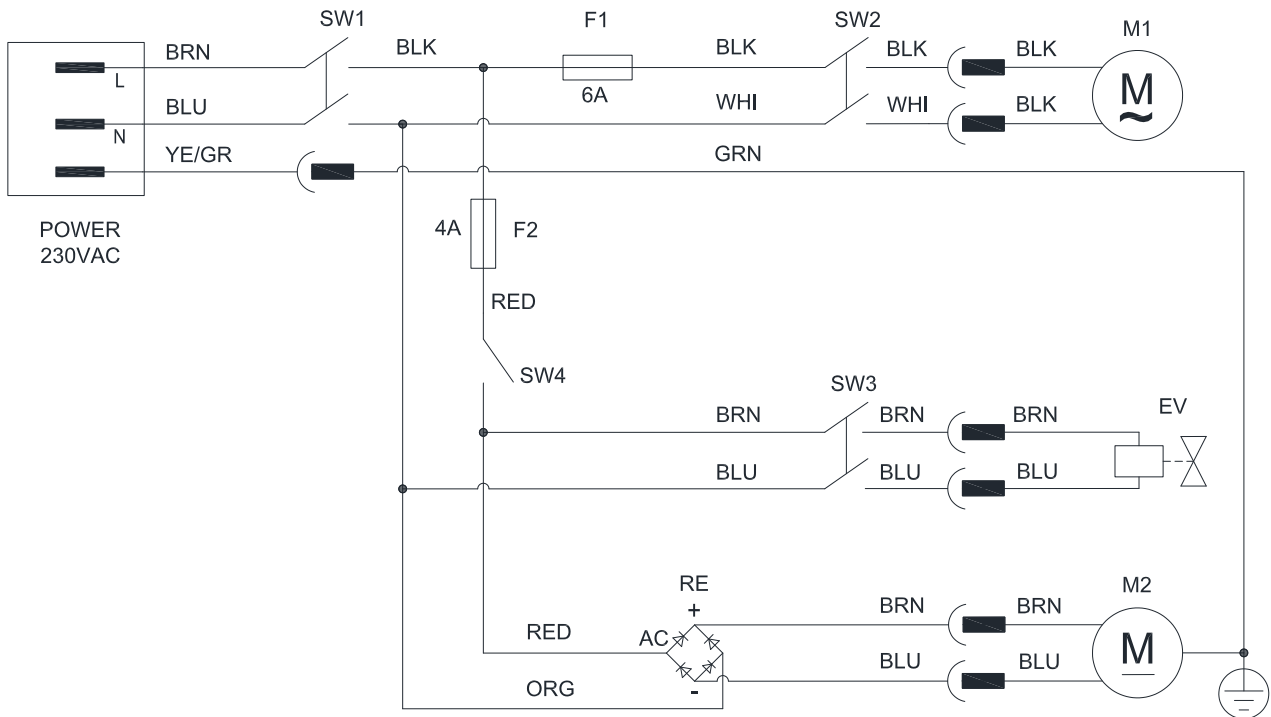 SW1
F1
SW2
M1
BRN
BLK
BLK
BLK
BLK
L
6A
M
~
BLU
WHI
WHI
BLK
N
YE/GR
GRN
POWER
230VAC
4A
F2
RED
SW4
SW3
EV
BRN
BRN
BRN
BLU
BLU
BLU
RE
M2
+
BRN
BRN
RED
AC
M
BLU
BLU
ORG
-